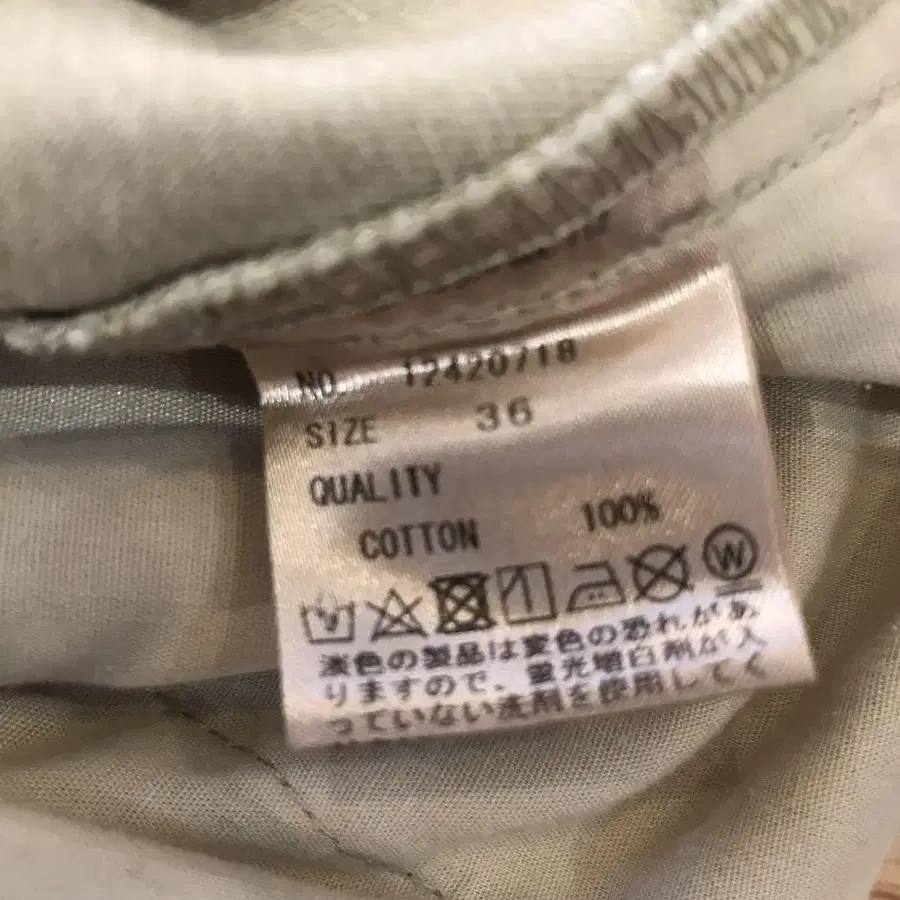 NO. 12420718
SIZE 36
QUALITY
COTTON 100%
W
淡色の製品は変色の恐れがあ
りますので、蛍光増白剤が入
っていない洗剤を使用してく